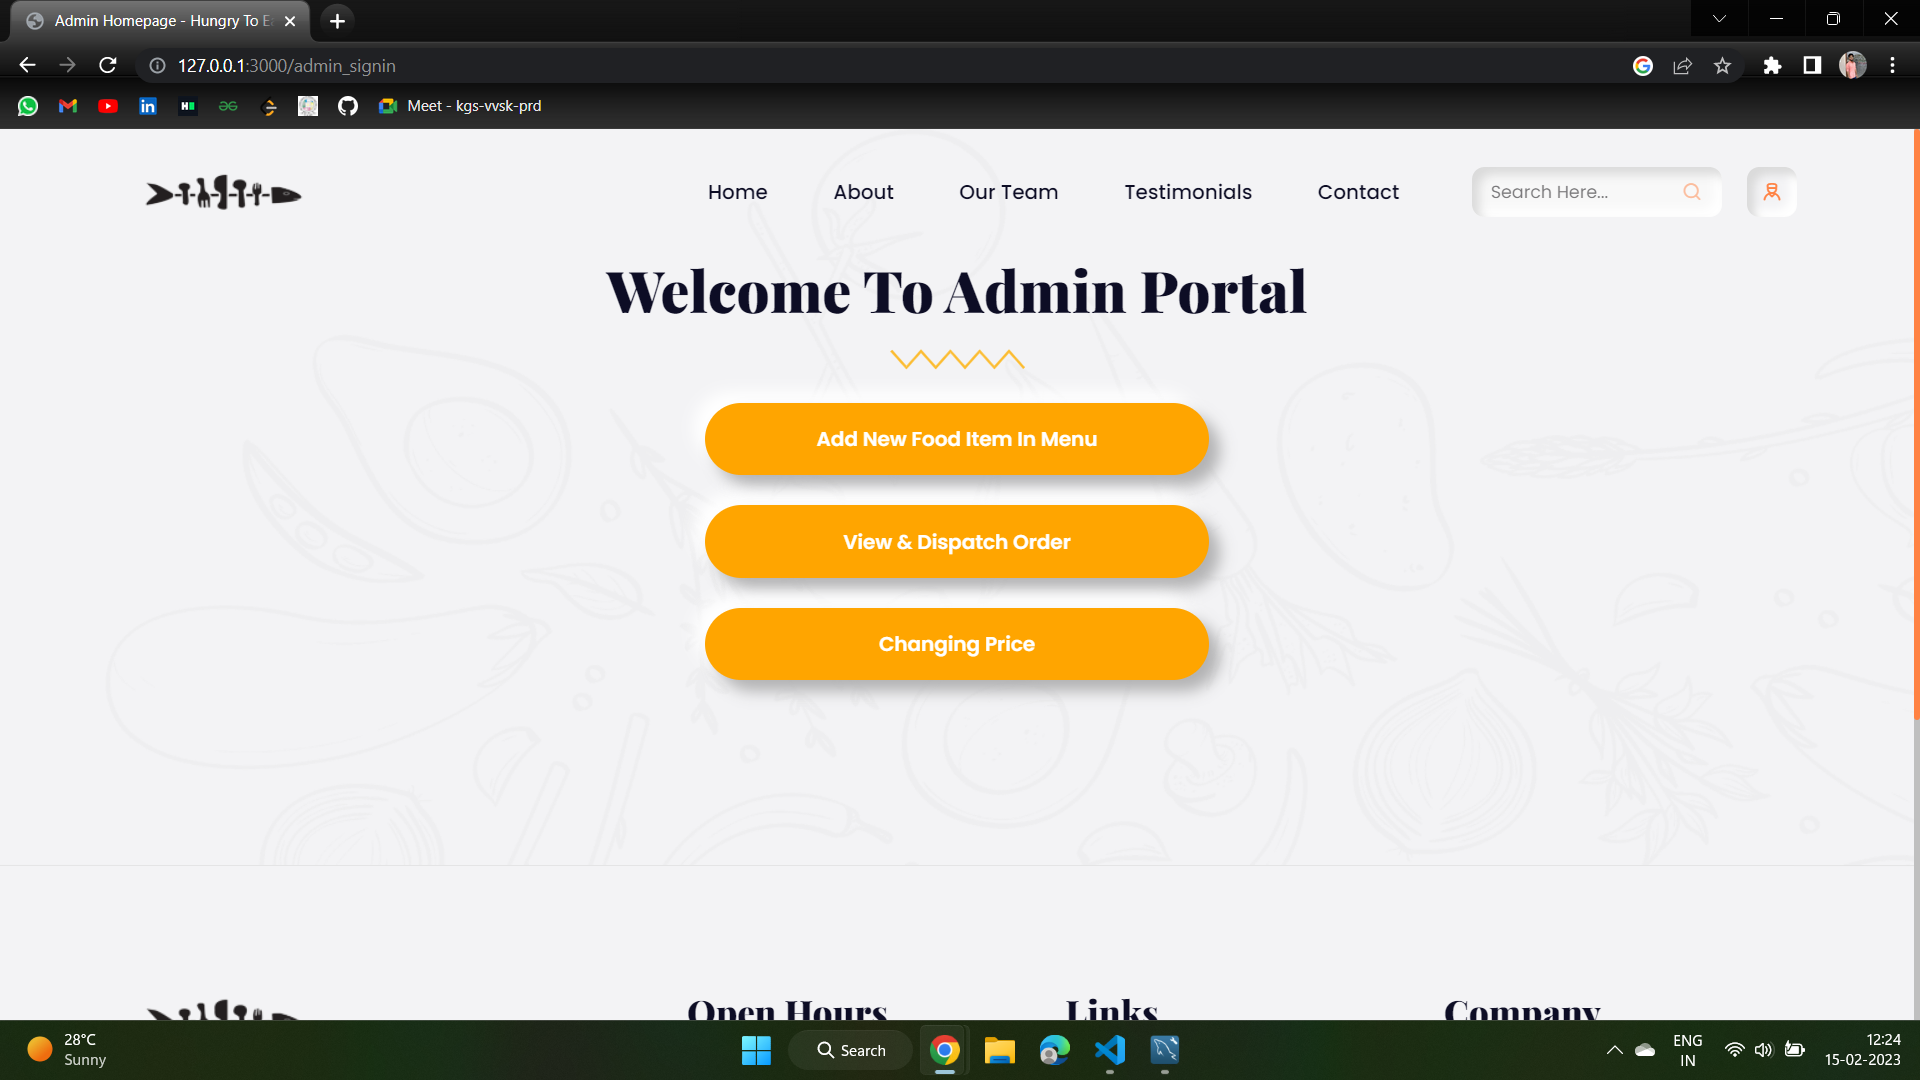 Admin Homepage - Hungry To E
127.0.0.1:3000/admin_signin
Meet - kgs-vvsk-prd
Home About Our Team Testimonials Contact Search Here...
Welcome To Admin Portal
Add New Food Item In Menu
View & Dispatch Order
Changing Price
Open Hours Links Company
28°C
Sunny
Search
ENG
IN
12:24
15-02-2023